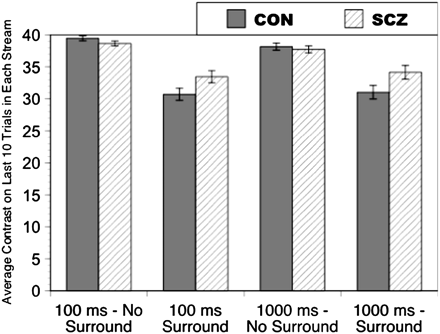 CON
SCZ
Average Contrast on Last 10 Trials in Each Stream
40
35
30
25
20
15
10
5
0
100 ms - No
Surround
100 ms
Surround
1000 ms -
No Surround
1000 ms -
Surround